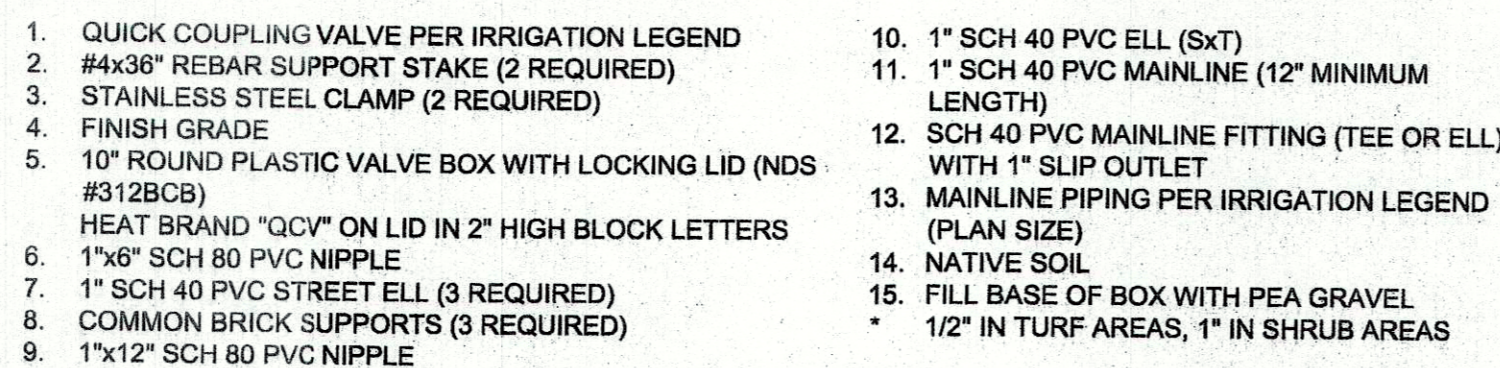 1. QUICK COUPLING VALVE PER IRRIGATION LEGEND
2. #4x36" REBAR SUPPORT STAKE (2 REQUIRED)
3. STAINLESS STEEL CLAMP (2 REQUIRED)
4. FINISH GRADE
5. 10" ROUND PLASTIC VALVE BOX WITH LOCKING LID (NDS
#312BCB)
HEAT BRAND "QCV" ON LID IN 2" HIGH BLOCK LETTERS
6. 1"x6" SCH 80 PVC NIPPLE
7. 1" SCH 40 PVC STREET ELL (3 REQUIRED)
8. COMMON BRICK SUPPORTS (3 REQUIRED)
9. 1"x12" SCH 80 PVC NIPPLE
10. 1" SCH 40 PVC ELL (SxT)
11. 1" SCH 40 PVC MAINLINE (12" MINIMUM
LENGTH)
12. SCH 40 PVC MAINLINE FITTING (TEE OR ELL)
WITH 1" SLIP OUTLET
13. MAINLINE PIPING PER IRRIGATION LEGEND
(PLAN SIZE)
14. NATIVE SOIL
15. FILL BASE OF BOX WITH PEA GRAVEL
* 1/2" IN TURF AREAS, 1" IN SHRUB AREAS